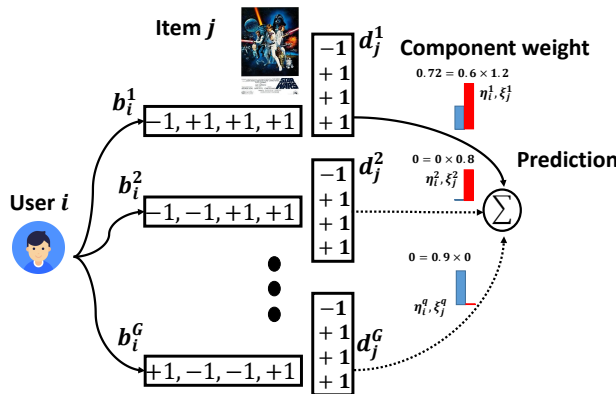 Item j
d_j^1
Component weight
−1
+ 1
+ 1
+ 1
0.72 = 0.6 × 1.2
η_i^1, ξ_j^1
STAR
WARS
b_i^1
−1, +1, +1, +1
b_i^2
−1, −1, +1, +1
−1
+ 1
+ 1
+ 1
d_j^2
0 = 0 × 0.8
η_i^2, ξ_j^2
Prediction
∑
User i
0 = 0.9 × 0
η_i^q, ξ_j^q
b_i^G
+1, −1, −1, +1
−1
+ 1
+ 1
+ 1
d_j^G